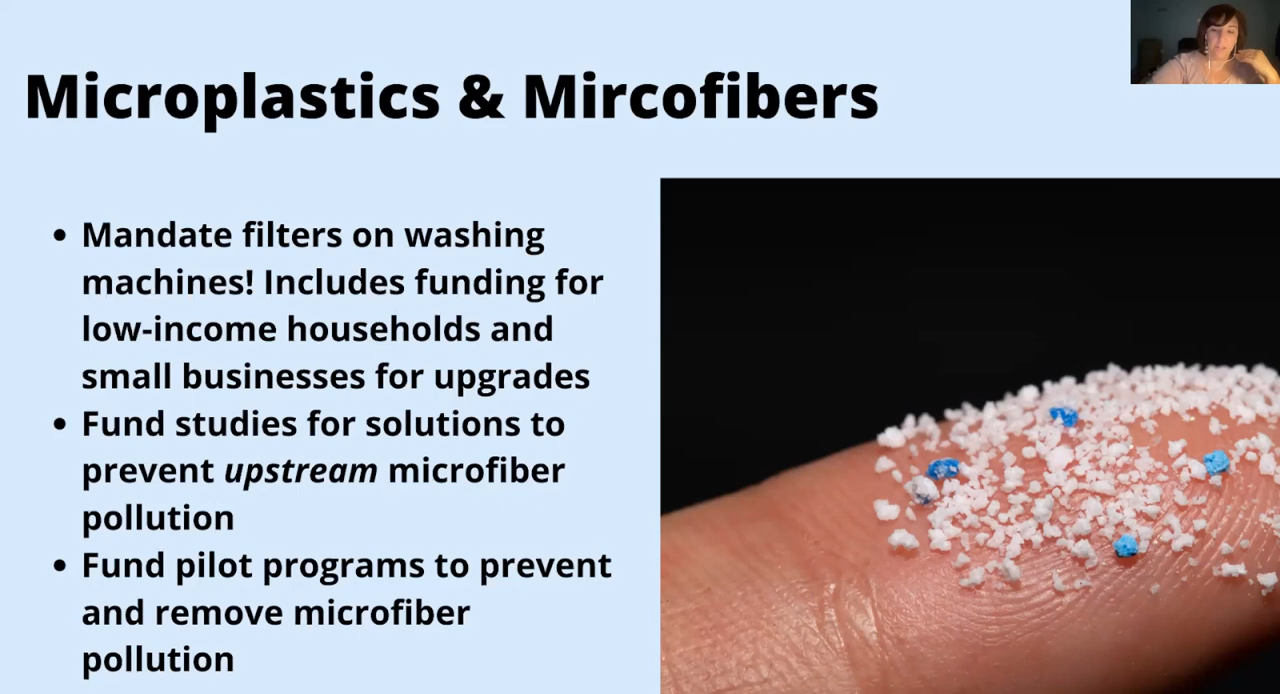 Microplastics & Mircofibers
• Mandate filters on washing
machines! Includes funding for
low-income households and
small businesses for upgrades
• Fund studies for solutions to
prevent upstream microfiber
pollution
• Fund pilot programs to prevent
and remove microfiber
pollution